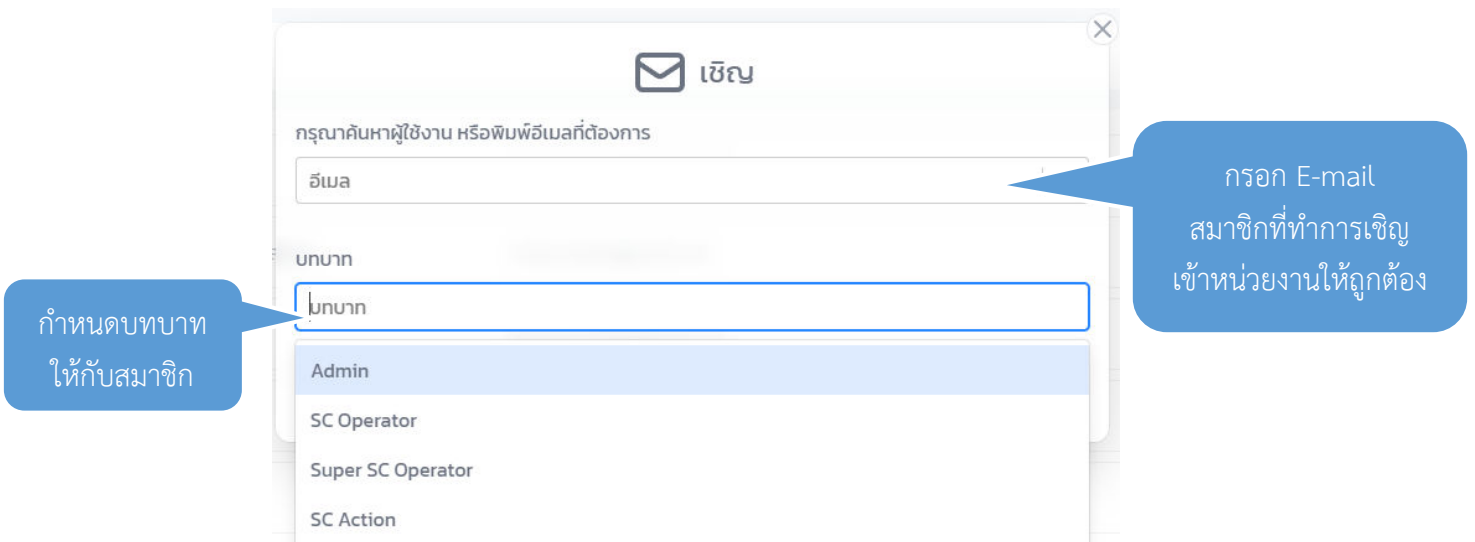 เชิญ
กรุณาค้นหาผู้ใช้งาน หรือพิมพ์อีเมลที่ต้องการ
อีเมล
กรอก E-mail
สมาชิกที่ทำการเชิญ
เข้าหน่วยงานให้ถูกต้อง
บทบาท
บทบาท
กำหนดบทบาท
ให้กับสมาชิก
Admin
SC Operator
Super SC Operator
SC Action